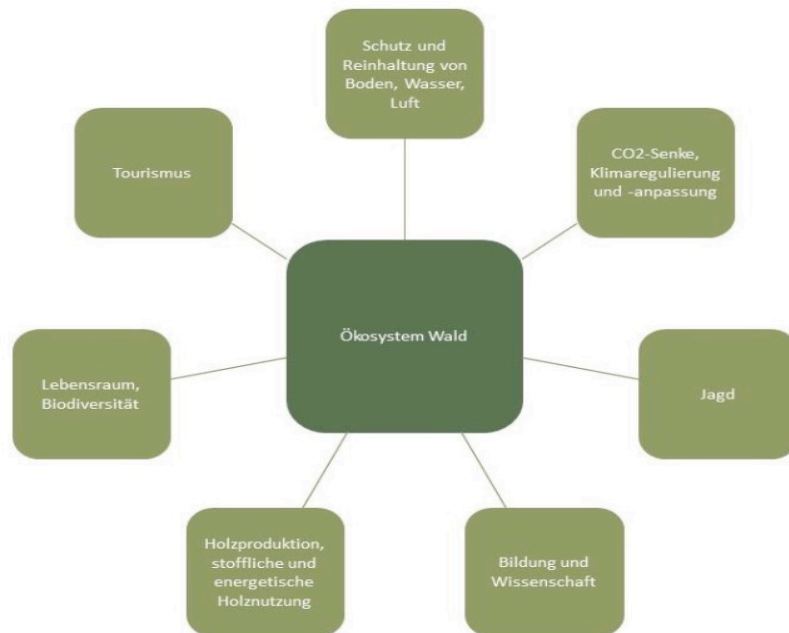 Schutz und
Reinhaltung von
Boden, Wasser,
Luft
Tourismus
CO2-Senke,
Klimaregulierung
und -anpassung
Ökosystem Wald
Lebensraum,
Biodiversität
Jagd
Holzproduktion,
stoffliche und
energetische
Holznutzung
Bildung und
Wissenschaft